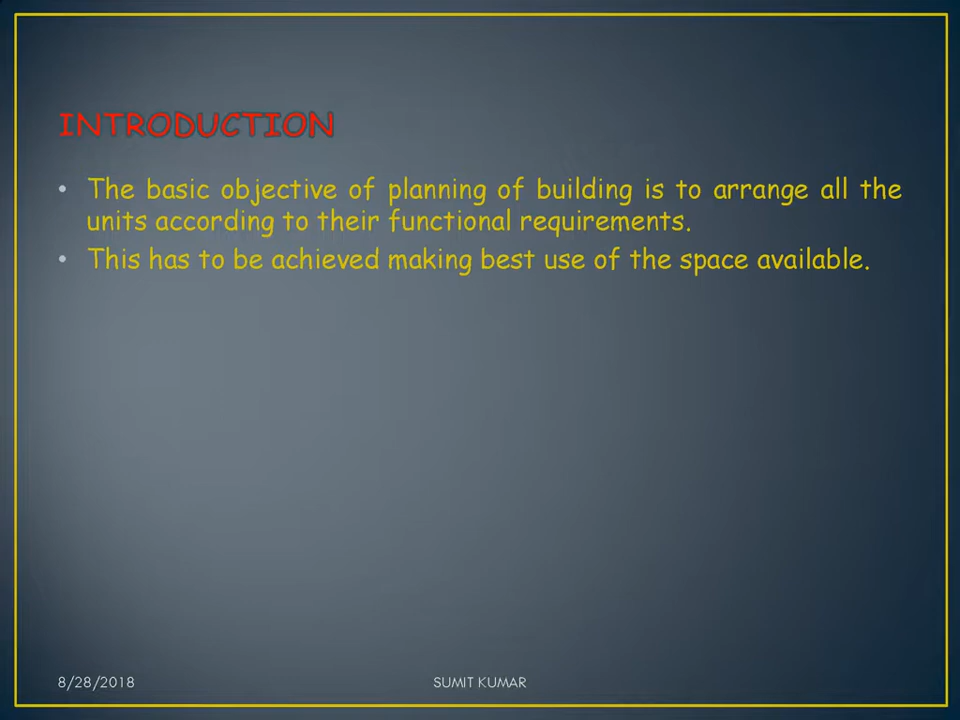 INTRODUCTION
• The basic objective of planning of building is to arrange all the
units according to their functional requirements.
• This has to be achieved making best use of the space available.
8/28/2018 SUMIT KUMAR